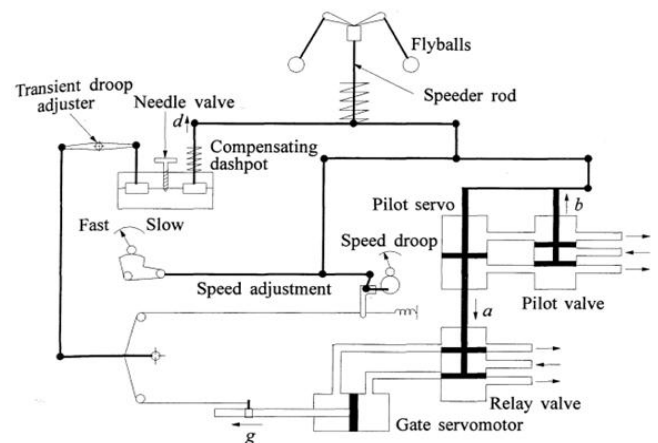 Flyballs
Speeder rod
Transient droop
adjuster
Needle valve
d
Compensating
dashpot
Pilot servo
b
Fast
Slow
Speed droop
Speed adjustment
Pilot valve
a
Relay valve
Gate servomotor
g